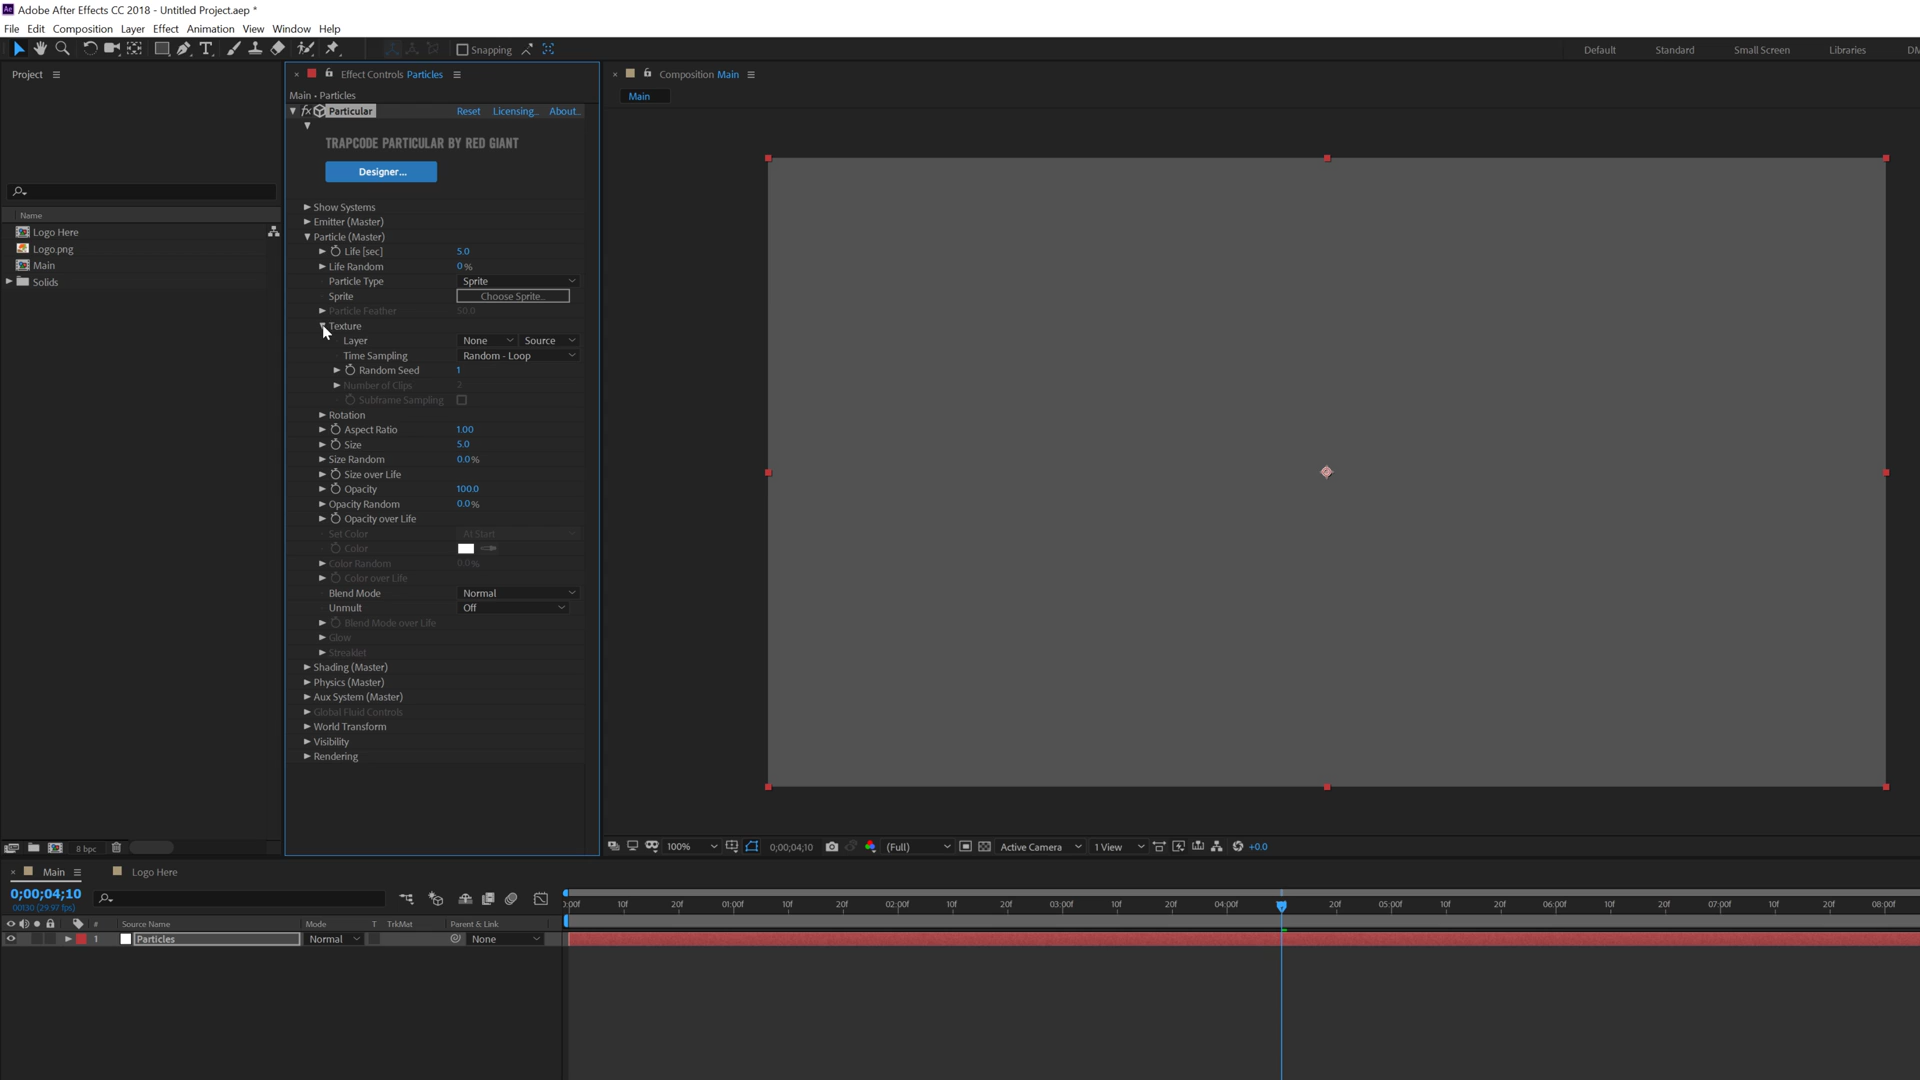 Adobe After Effects CC 2018 - Untitled Project.aep *
File Edit Composition Layer Effect Animation View Window Help
Snapping Default Standard Small Screen Libraries DM
Project
Effect Controls Particles
Composition Main
Main • Particles
Main
fx Particular Reset Licensing.. About..
TRAPCODE PARTICULAR BY RED GIANT
Designer...
Name
Logo Here
Logo.png
Main
Solids
Show Systems
Emitter (Master)
Particle (Master)
Life [sec] 5.0
Life Random 0 %
Particle Type Sprite
Sprite Choose Sprite...
Particle Feather 50.0
Texture
Layer None Source
Time Sampling Random - Loop
Random Seed 1
Number of Clips 2
Subframe Sampling
Rotation
Aspect Ratio 1.00
Size 5.0
Size Random 0.0 %
Size over Life
Opacity 100.0
Opacity Random 0.0 %
Opacity over Life
Set Color At Start
Color
Color Random 0.0%
Color over Life
Blend Mode Normal
Unmult Off
Blend Mode over Life
Glow
Streaklet
Shading (Master)
Physics (Master)
Aux System (Master)
Global Fluid Controls
World Transform
Visibility
Rendering
8 bpc
100% 0;00;04;10 (Full) Active Camera 1 View +0.0
Main Logo Here
0;00;04;10
00130 (29.97 fps)
:00f 10f 20f 01:00f 10f 20f 02:00f 10f 20f 03:00f 10f 20f 04:00f 20f 05:00f 10f 20f 06:00f 10f 20f 07:00f 10f 20f 08:00f
# Source Name Mode T TrkMat Parent & Link
1 Particles Normal None